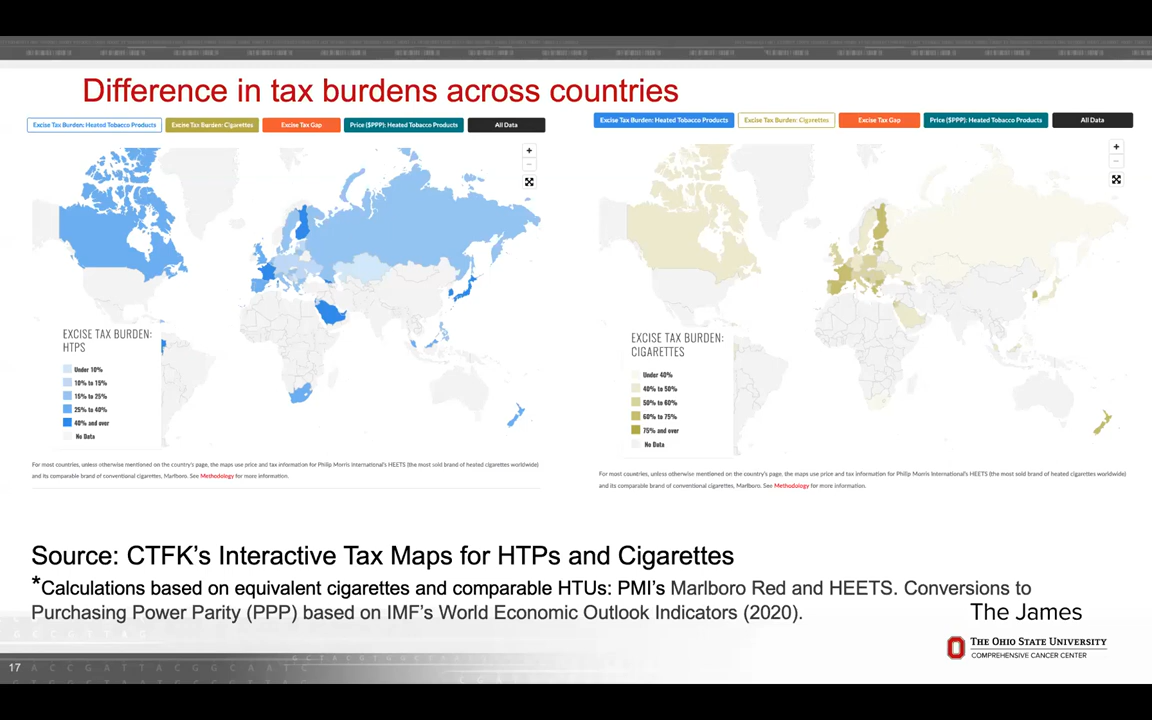 Difference in tax burdens across countries
Excise Tax Burden: Heated Tobacco Products
Excise Tax Burden: Cigarettes
Excise Tax Gap
Price ($PPP): Heated Tobacco Products
All Data
+
−
EXCISE TAX BURDEN:
HTPS
Under 10%
10% to 15%
15% to 25%
25% to 40%
40% and over
No Data
For most countries, unless otherwise mentioned on the country's page, the maps use price and tax information for Philip Morris International's HEETS (the most sold brand of heated cigarettes worldwide)
and its comparable brand of conventional cigarettes, Marlboro. See Methodology for more information.
Excise Tax Burden: Heated Tobacco Products
Excise Tax Burden: Cigarettes
Excise Tax Gap
Price ($PPP): Heated Tobacco Products
All Data
+
−
EXCISE TAX BURDEN:
CIGARETTES
Under 40%
40% to 50%
50% to 60%
60% to 75%
75% and over
No Data
For most countries, unless otherwise mentioned on the country's page, the maps use price and tax information for Philip Morris International's HEETS (the most sold brand of heated cigarettes worldwide)
and its comparable brand of conventional cigarettes, Marlboro. See Methodology for more information.
Source: CTFK's Interactive Tax Maps for HTPs and Cigarettes
*Calculations based on equivalent cigarettes and comparable HTUs: PMI's Marlboro Red and HEETS. Conversions to
Purchasing Power Parity (PPP) based on IMF's World Economic Outlook Indicators (2020).
The James
THE OHIO STATE UNIVERSITY
COMPREHENSIVE CANCER CENTER
17
A C C G A T T A C G G C A A T C